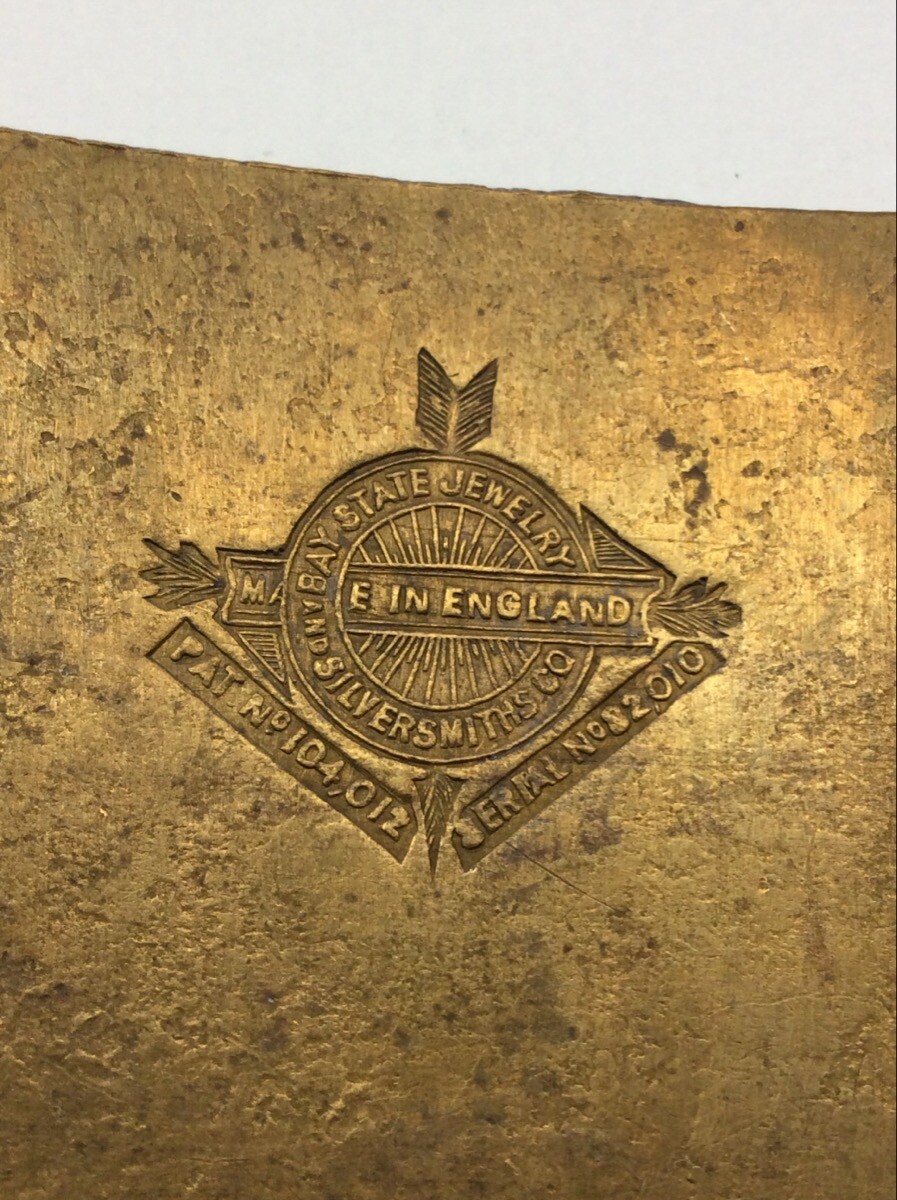 BAY STATE JEWELRY
AND SILVERSMITHS CO
MA E IN ENGLAND
PAT Nº 104,012
SERIAL Nº 82,010